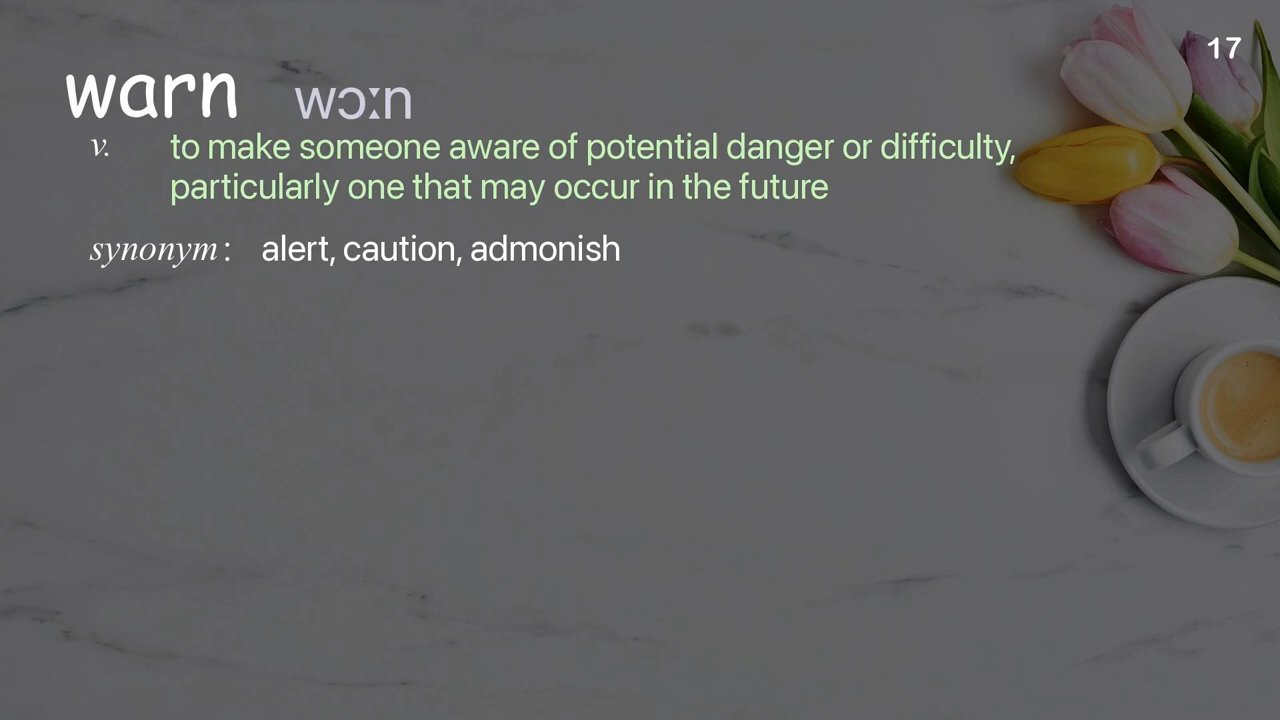 17
warn wɔːn
v. to make someone aware of potential danger or difficulty,
particularly one that may occur in the future
synonym : alert, caution, admonish